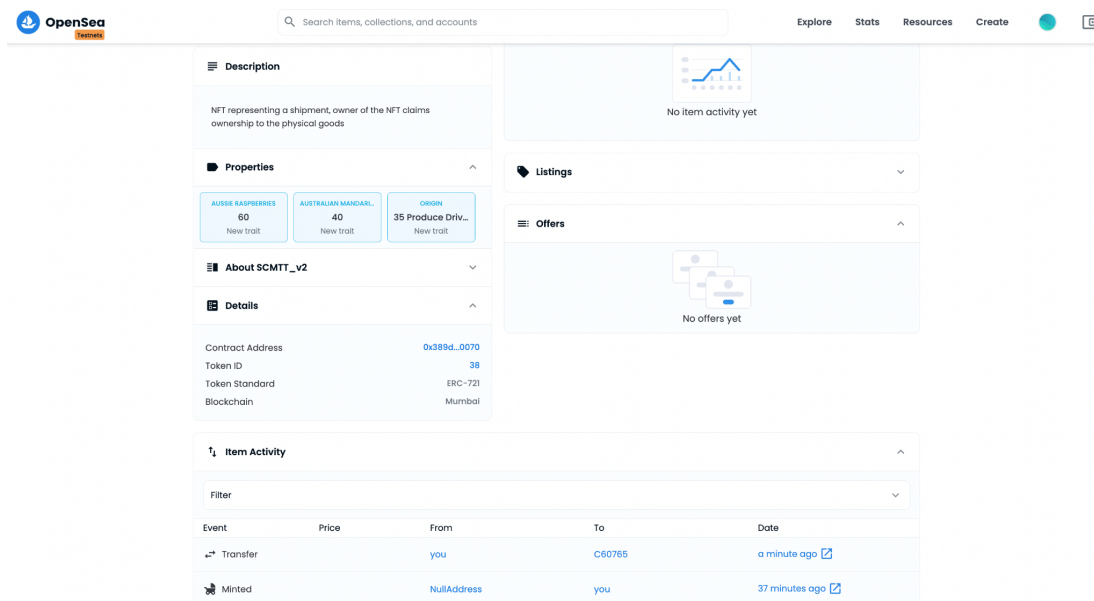 OpenSea
Testnets
Search items, collections, and accounts
Explore Stats Resources Create
Description
NFT representing a shipment, owner of the NFT claims
ownership to the physical goods
Properties
AUSSIE RASPBERRIES
60
New trait
AUSTRALIAN MANDARI...
40
New trait
ORIGIN
35 Produce Driv...
New trait
About SCMTT_v2
Details
Contract Address 0x389d...0070
Token ID 38
Token Standard ERC-721
Blockchain Mumbai
No item activity yet
Listings
Offers
No offers yet
Item Activity
Filter
Event Price From To Date
Transfer you C60765 a minute ago
Minted NullAddress you 37 minutes ago